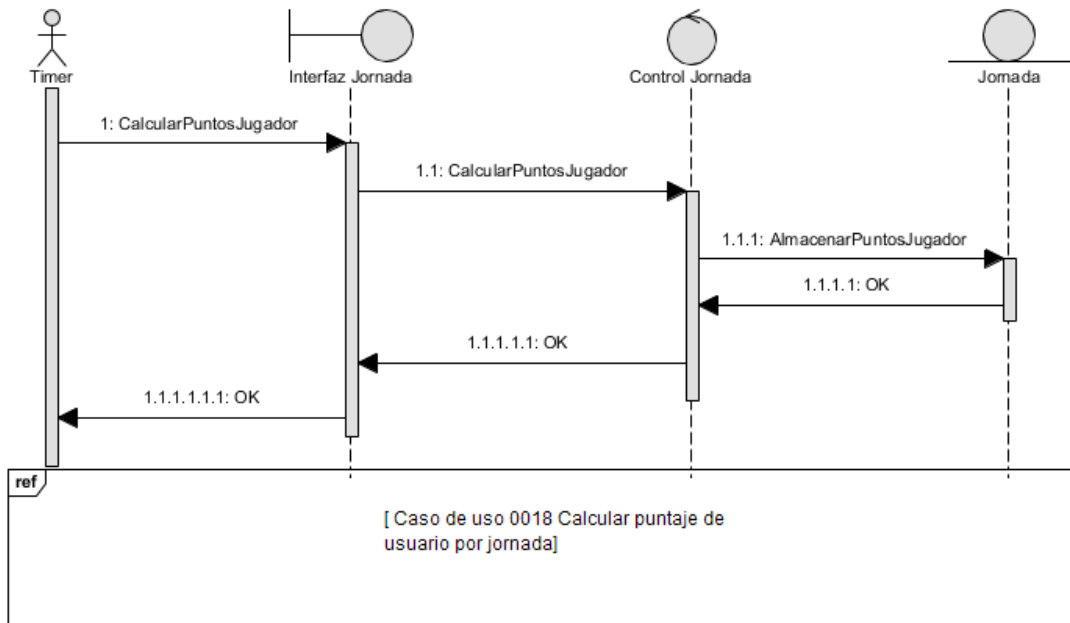 Timer
Interfaz Jornada
Control Jornada
Jornada
1: CalcularPuntosJugador
1.1: CalcularPuntosJugador
1.1.1: AlmacenarPuntosJugador
1.1.1.1: OK
1.1.1.1.1: OK
1.1.1.1.1.1: OK
ref
[ Caso de uso 0018 Calcular puntaje de
usuario por jornada]